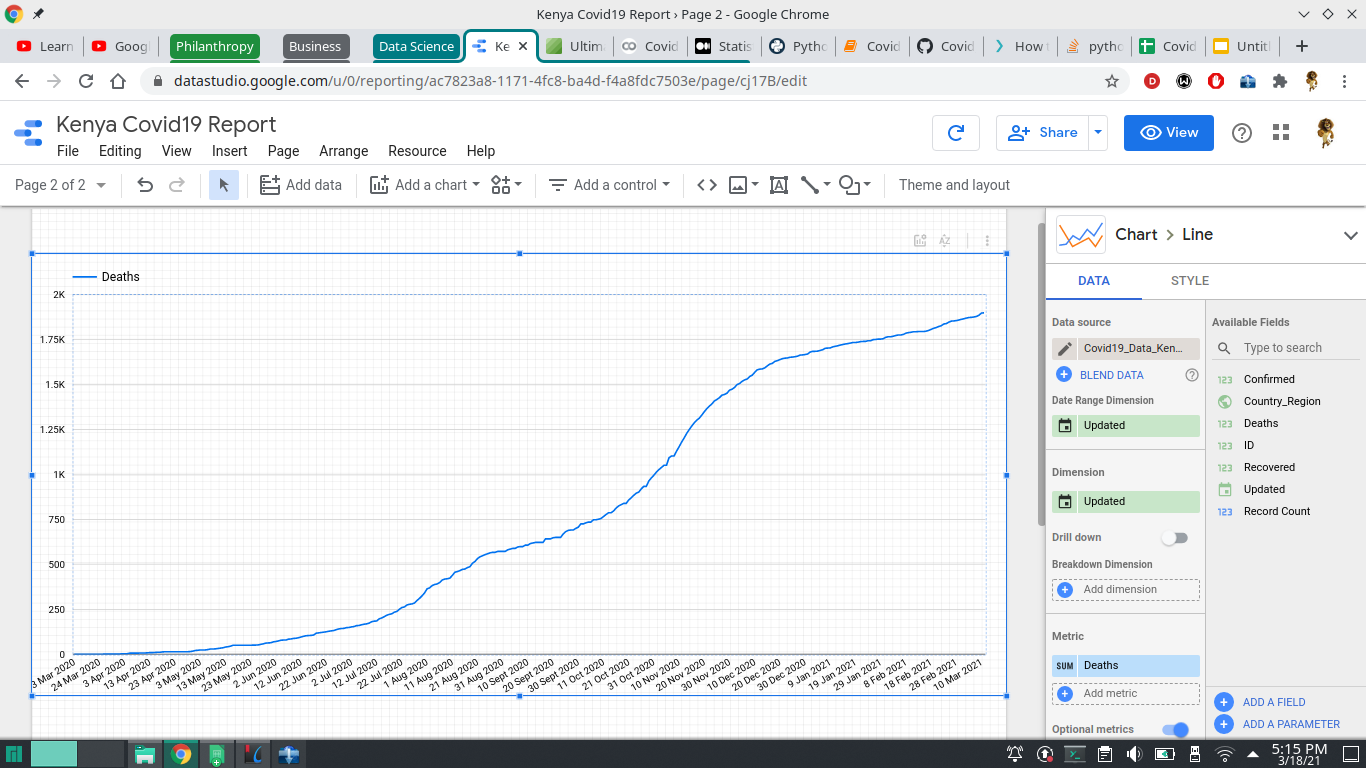 Kenya Covid19 Report › Page 2 - Google Chrome
Learn
Goog
Philanthropy
Business
Data Science
Ke
Ultim
Covid
Statis
Pytho
Covid
Covid
How t
pytho
Covid
Untitl
datastudio.google.com/u/0/reporting/ac7823a8-1171-4fc8-ba4d-f4a8fdc7503e/page/cj17B/edit
Kenya Covid19 Report
Share
View
File Editing View Insert Page Arrange Resource Help
Page 2 of 2
Add data
Add a chart
Add a control
Theme and layout
Deaths
2K
1.75K
1.5K
1.25K
1K
750
500
250
0
3 Mar 2020
24 Mar 2020
3 Apr 2020
13 Apr 2020
23 Apr 2020
3 May 2020
13 May 2020
23 May 2020
2 Jun 2020
12 Jun 2020
22 Jun 2020
2 Jul 2020
12 Jul 2020
22 Jul 2020
1 Aug 2020
11 Aug 2020
21 Aug 2020
31 Aug 2020
10 Sept 2020
20 Sept 2020
30 Sept 2020
11 Oct 2020
21 Oct 2020
31 Oct 2020
10 Nov 2020
20 Nov 2020
30 Nov 2020
10 Dec 2020
20 Dec 2020
30 Dec 2020
9 Jan 2021
19 Jan 2021
29 Jan 2021
8 Feb 2021
18 Feb 2021
28 Feb 2021
10 Mar 2021
Chart
Line
DATA
STYLE
Data source
Covid19_Data_Ken...
BLEND DATA
Date Range Dimension
Updated
Dimension
Updated
Drill down
Breakdown Dimension
Add dimension
Metric
SUM
Deaths
Add metric
Optional metrics
Available Fields
Type to search
123 Confirmed
Country_Region
123 Deaths
123 ID
123 Recovered
Updated
123 Record Count
ADD A FIELD
ADD A PARAMETER
5:15 PM
3/18/21